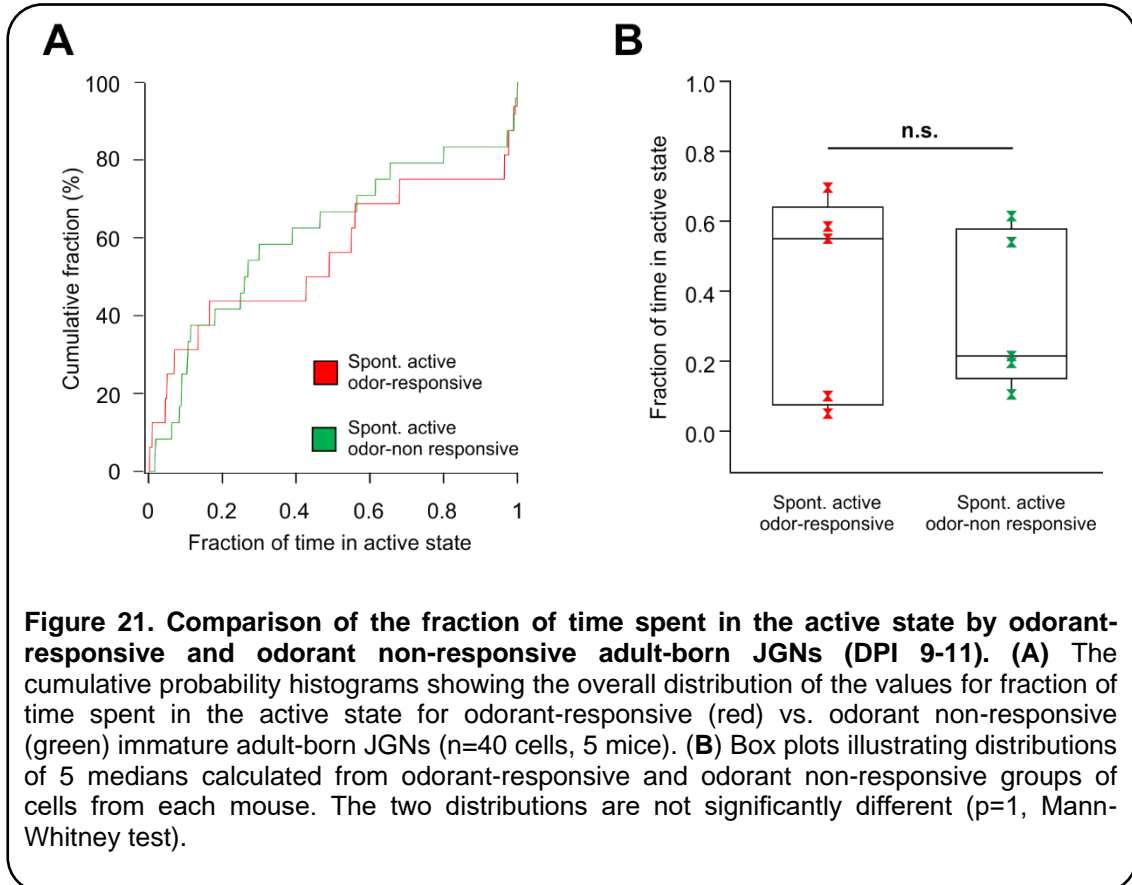 A
B
100
80
60
40
20
0
Cumulative fraction (%)
0 0.2 0.4 0.6 0.8 1
Fraction of time in active state
Spont. active
odor-responsive
Spont. active
odor-non responsive
1.0
0.8
0.6
0.4
0.2
0.0
Fraction of time in active state
n.s.
Spont. active
odor-responsive
Spont. active
odor-non responsive
Figure 21. Comparison of the fraction of time spent in the active state by odorant-
responsive and odorant non-responsive adult-born JGNs (DPI 9-11). (A) The
cumulative probability histograms showing the overall distribution of the values for fraction of
time spent in the active state for odorant-responsive (red) vs. odorant non-responsive
(green) immature adult-born JGNs (n=40 cells, 5 mice). (B) Box plots illustrating distributions
of 5 medians calculated from odorant-responsive and odorant non-responsive groups of
cells from each mouse. The two distributions are not significantly different (p=1, Mann-
Whitney test).